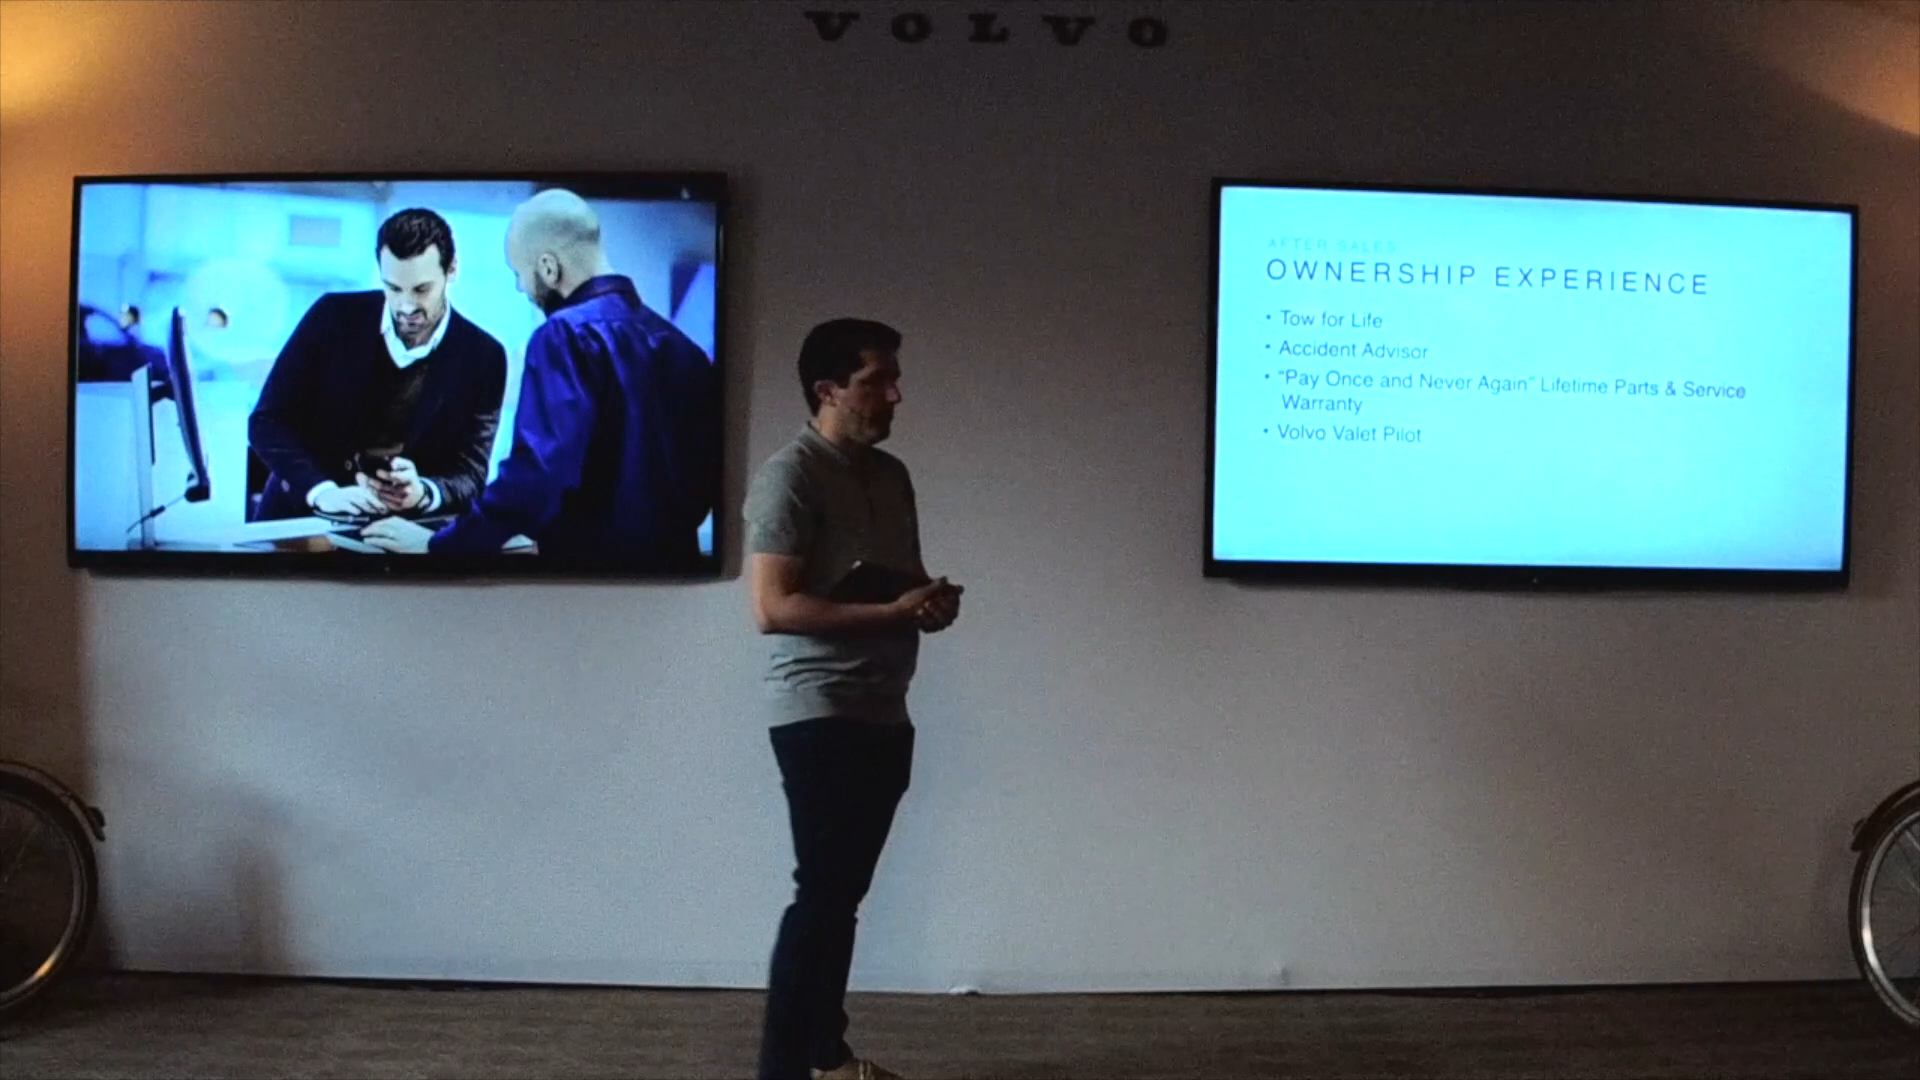 VOLVO
AFTER SALES
OWNERSHIP EXPERIENCE
• Tow for Life
• Accident Advisor
• "Pay Once and Never Again" Lifetime Parts & Service
Warranty
• Volvo Valet Pilot